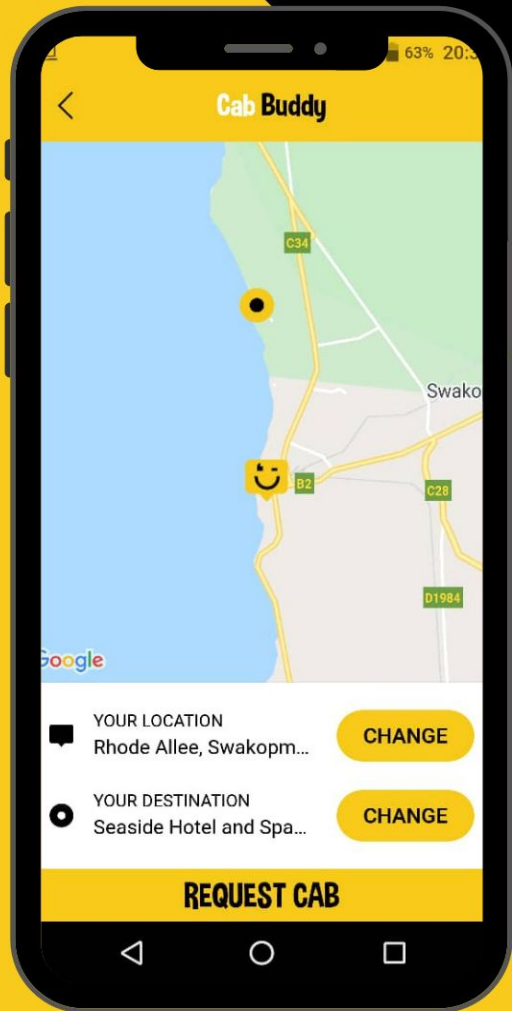 63%
Cab Buddy
C34
Swako
B2
C28
D1984
Google
YOUR LOCATION
Rhode Allee, Swakopm...
CHANGE
YOUR DESTINATION
Seaside Hotel and Spa...
CHANGE
REQUEST CAB